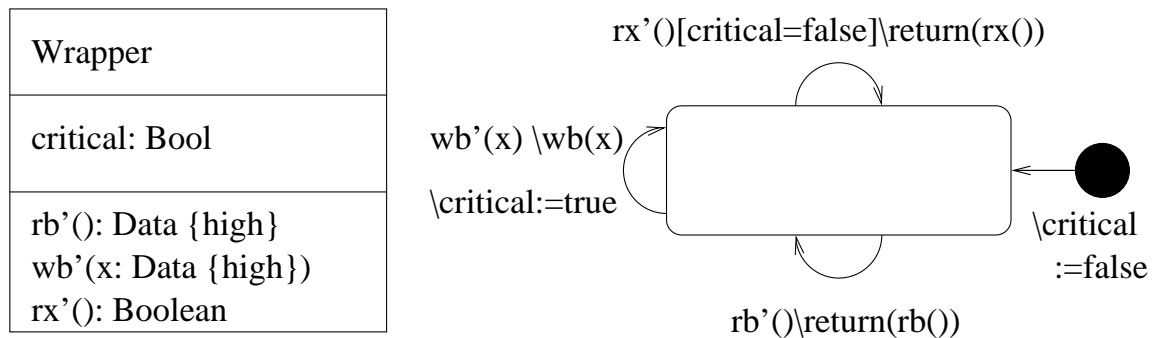 Wrapper
critical: Bool
rb’(): Data {high}
wb’(x: Data {high})
rx’(): Boolean
rx’()[critical=false]\return(rx())
wb’(x) \wb(x)
\critical:=true
\critical
:=false
rb’()\return(rb())